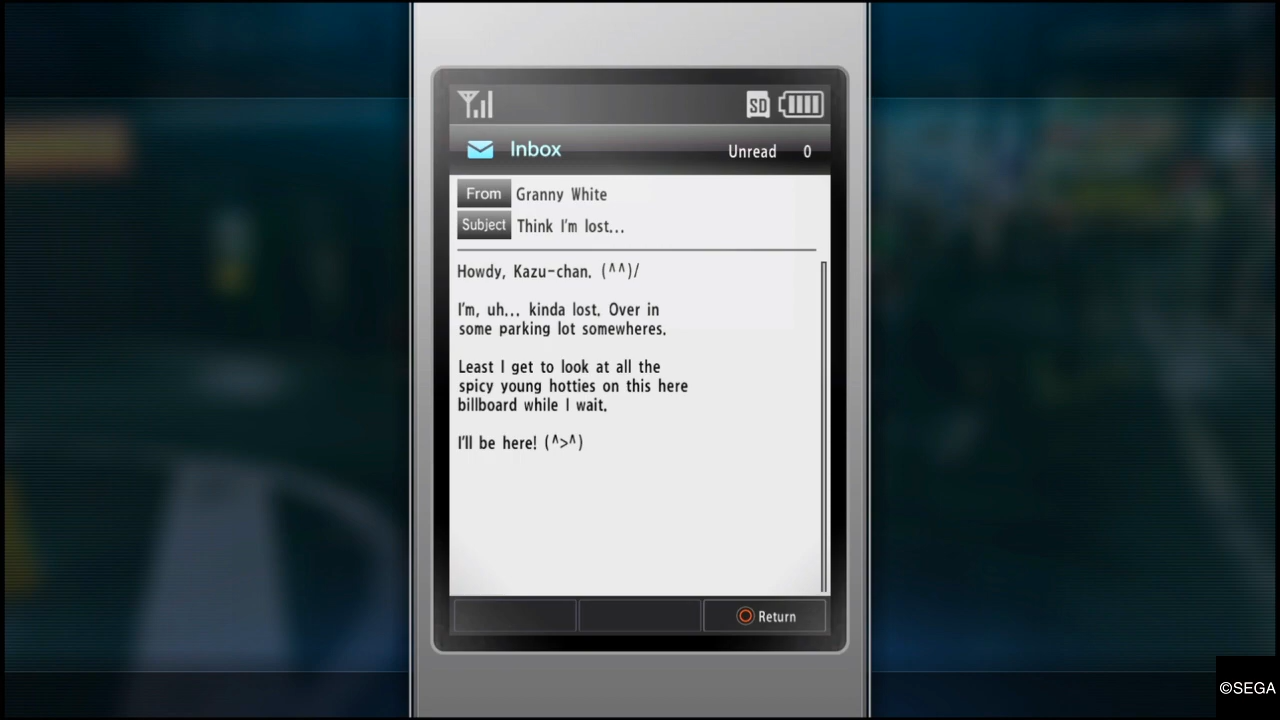 SD
Inbox Unread 0
From Granny White
Subject Think I'm lost...
Howdy, Kazu-chan. (^^)/
I'm, uh... kinda lost. Over in
some parking lot somewheres.
Least I get to look at all the
spicy young hotties on this here
billboard while I wait.
I'll be here! (^>^)
Return
©SEGA